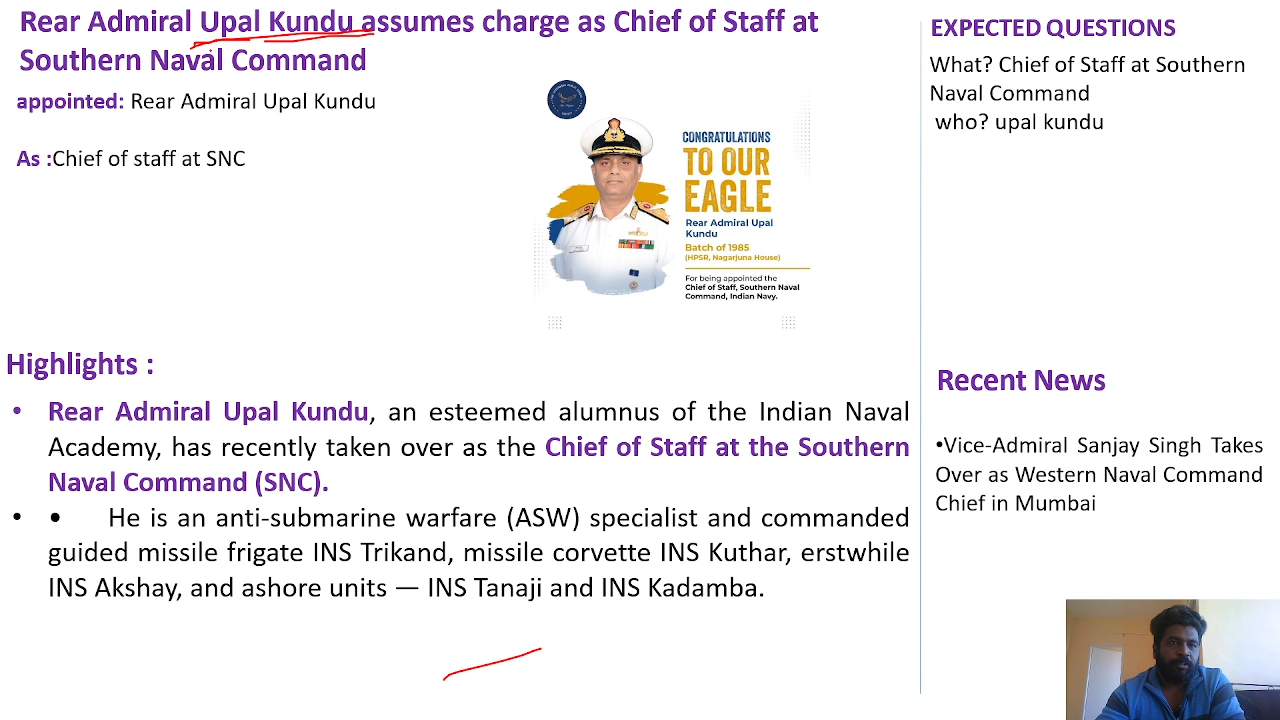 Rear Admiral Upal Kundu assumes charge as Chief of Staff at
Southern Naval Command
appointed: Rear Admiral Upal Kundu
As :Chief of staff at SNC
CONGRATULATIONS
TO OUR
EAGLE
Rear Admiral Upal
Kundu
Batch of 1985
(HPSR, Nagarjuna House)
For being appointed the
Chief of Staff, Southern Naval
Command, Indian Navy.
Highlights :
• Rear Admiral Upal Kundu, an esteemed alumnus of the Indian Naval
Academy, has recently taken over as the Chief of Staff at the Southern
Naval Command (SNC).
• • He is an anti-submarine warfare (ASW) specialist and commanded
guided missile frigate INS Trikand, missile corvette INS Kuthar, erstwhile
INS Akshay, and ashore units — INS Tanaji and INS Kadamba.
EXPECTED QUESTIONS
What? Chief of Staff at Southern
Naval Command
who? upal kundu
Recent News
•Vice-Admiral Sanjay Singh Takes
Over as Western Naval Command
Chief in Mumbai